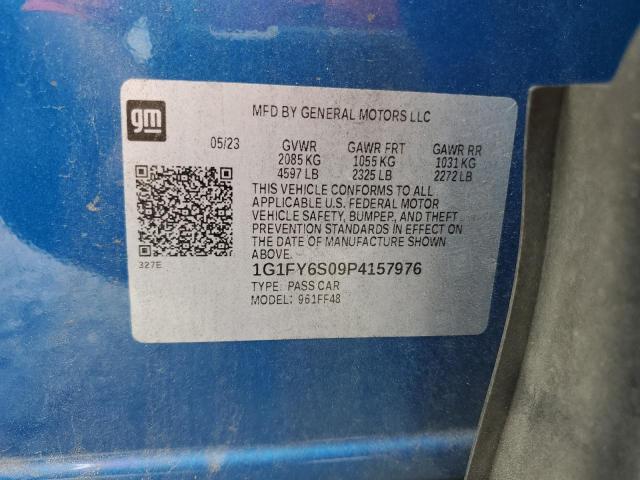 gm
MFD BY GENERAL MOTORS LLC
05/23 GVWR GAWR FRT GAWR RR
2085 KG 1055 KG 1031 KG
4597 LB 2325 LB 2272 LB
THIS VEHICLE CONFORMS TO ALL
APPLICABLE U.S. FEDERAL MOTOR
VEHICLE SAFETY, BUMPER, AND THEFT
PREVENTION STANDARDS IN EFFECT ON
THE DATE OF MANUFACTURE SHOWN
ABOVE.
327E
1G1FY6S09P4157976
TYPE: PASS CAR
MODEL: 961FF48